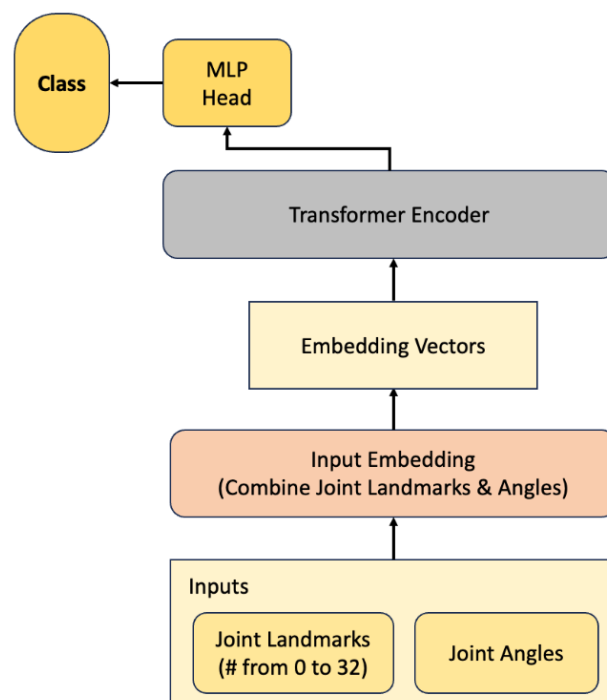 Class
MLP
Head
Transformer Encoder
Embedding Vectors
Input Embedding
(Combine Joint Landmarks & Angles)
Inputs
Joint Landmarks
(# from 0 to 32)
Joint Angles